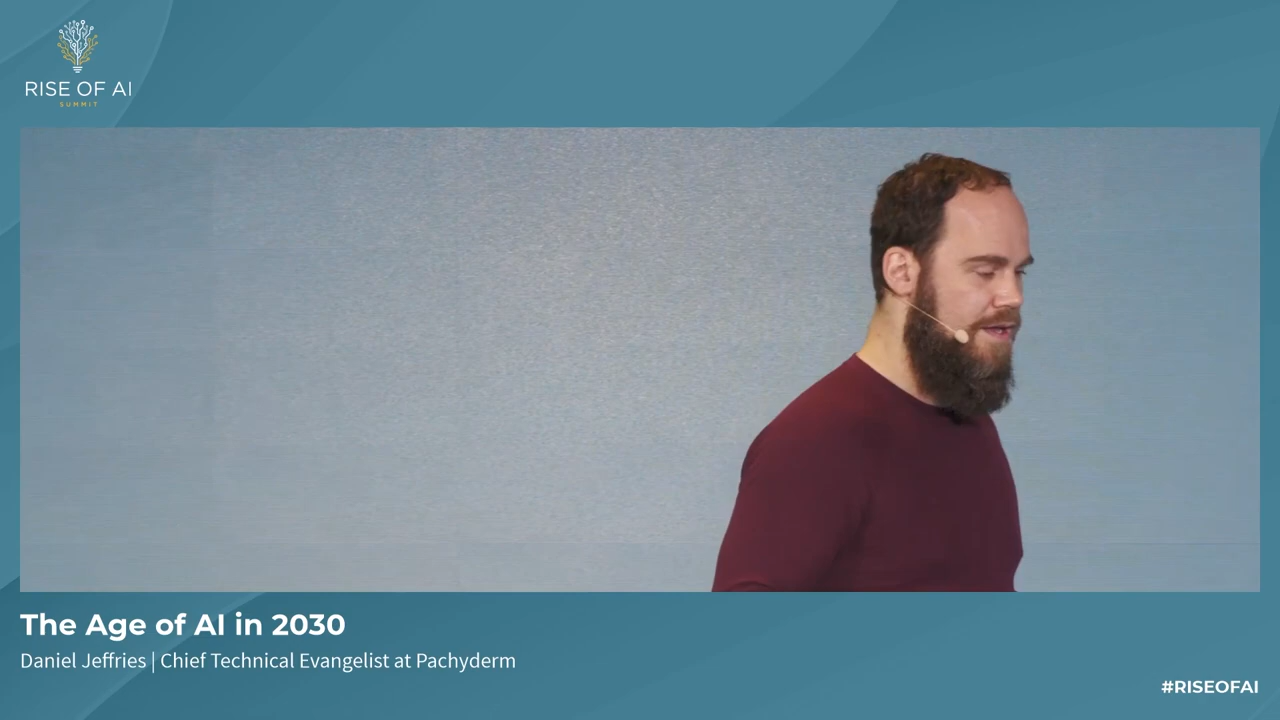 RISE OF AI
SUMMIT
The Age of AI in 2030
Daniel Jeffries | Chief Technical Evangelist at Pachyderm
#RISEOFAI